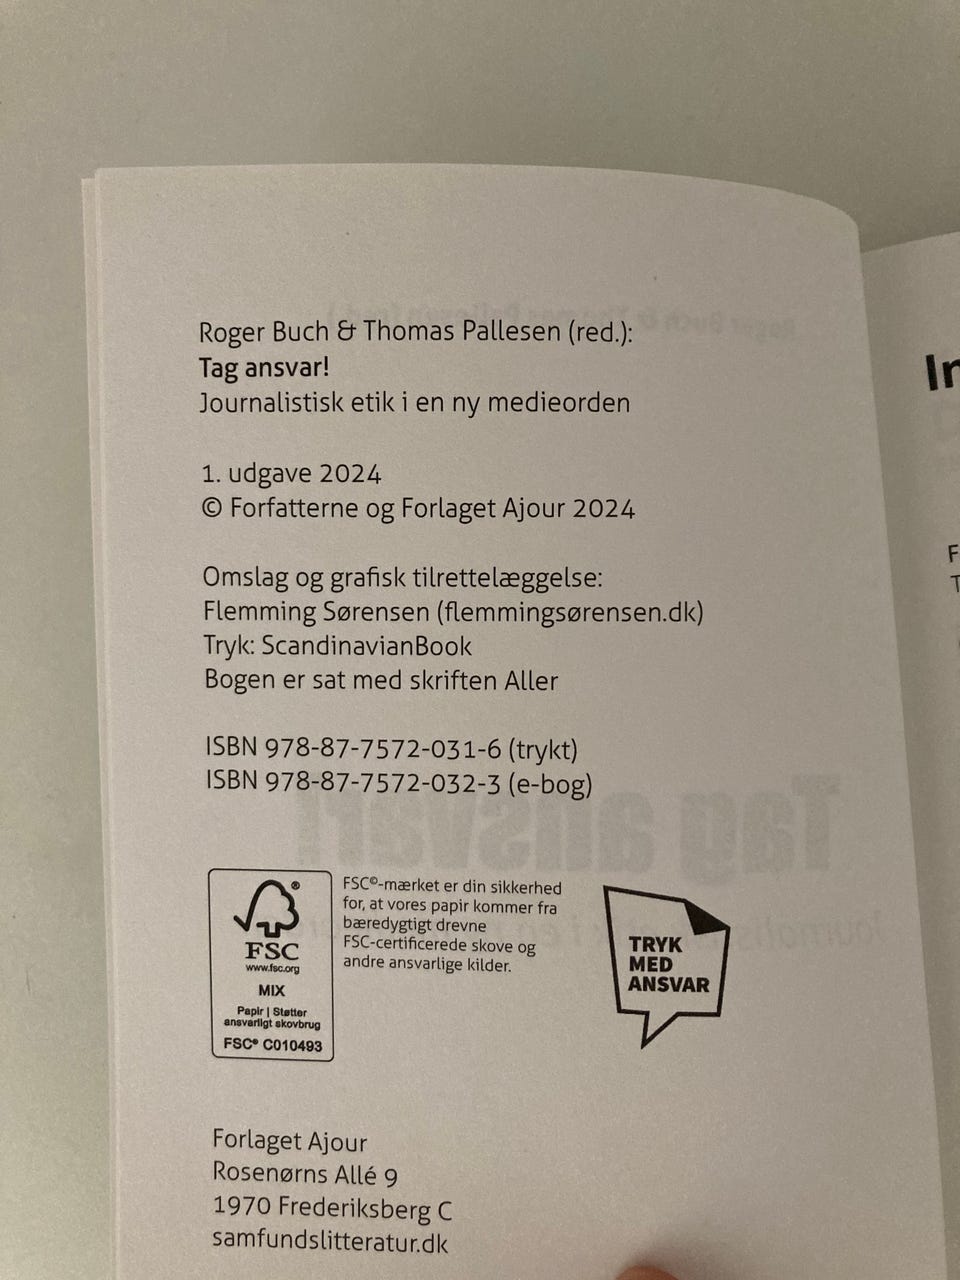 Roger Buch & Thomas Pallesen (red.):
Tag ansvar!
Journalistisk etik i en ny medieorden
1. udgave 2024
© Forfatterne og Forlaget Ajour 2024
Omslag og grafisk tilrettelæggelse:
Flemming Sørensen (flemmingsørensen.dk)
Tryk: ScandinavianBook
Bogen er sat med skriften Aller
ISBN 978-87-7572-031-6 (trykt)
ISBN 978-87-7572-032-3 (e-bog)
FSC®
www.fsc.org
MIX
Papir | Støtter
ansvarligt skovbrug
FSC® C010493
FSC©-mærket er din sikkerhed
for, at vores papir kommer fra
bæredygtigt drevne
FSC-certificerede skove og
andre ansvarlige kilder.
TRYK
MED
ANSVAR
Forlaget Ajour
Rosenørns Allé 9
1970 Frederiksberg C
samfundslitteratur.dk